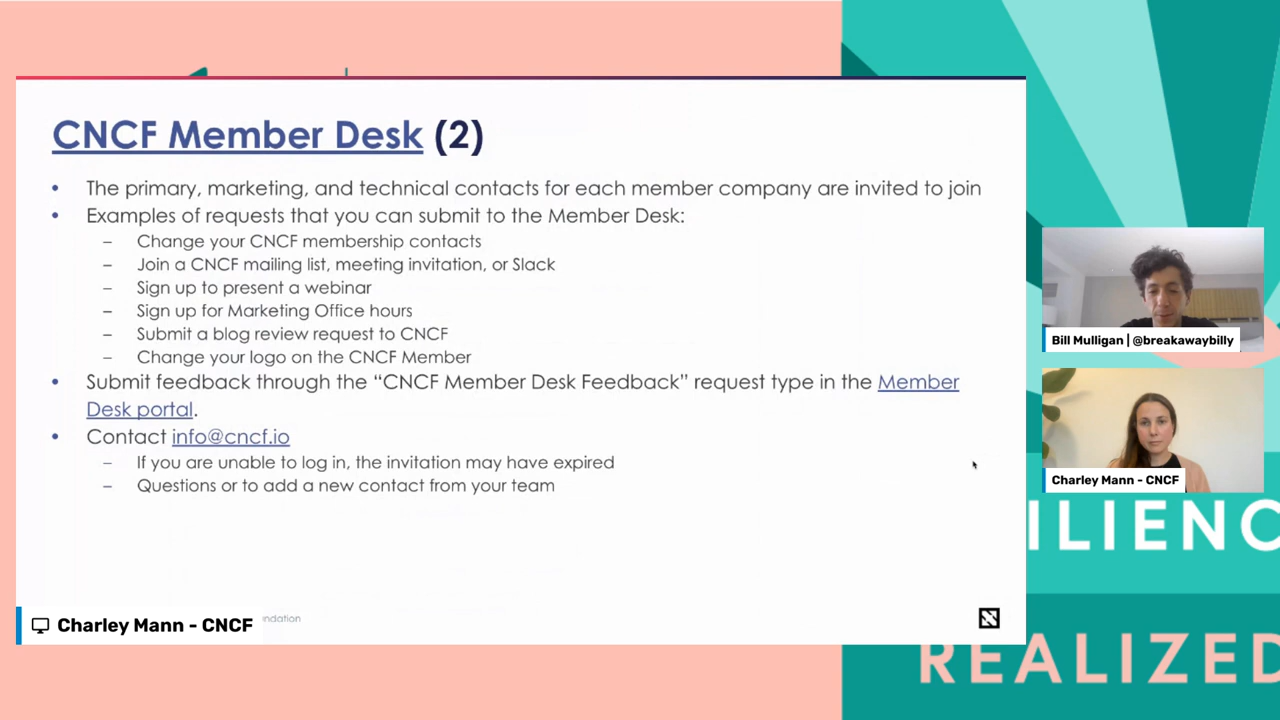 CNCF Member Desk (2)
• The primary, marketing, and technical contacts for each member company are invited to join
• Examples of requests that you can submit to the Member Desk:
– Change your CNCF membership contacts
– Join a CNCF mailing list, meeting invitation, or Slack
– Sign up to present a webinar
– Sign up for Marketing Office hours
– Submit a blog review request to CNCF
– Change your logo on the CNCF Member
• Submit feedback through the “CNCF Member Desk Feedback” request type in the Member
Desk portal.
• Contact info@cncf.io
– If you are unable to log in, the invitation may have expired
– Questions or to add a new contact from your team
Charley Mann - CNCF
ndation
Bill Mulligan | @breakawaybilly
Charley Mann - CNCF
ILIENC
REALIZED